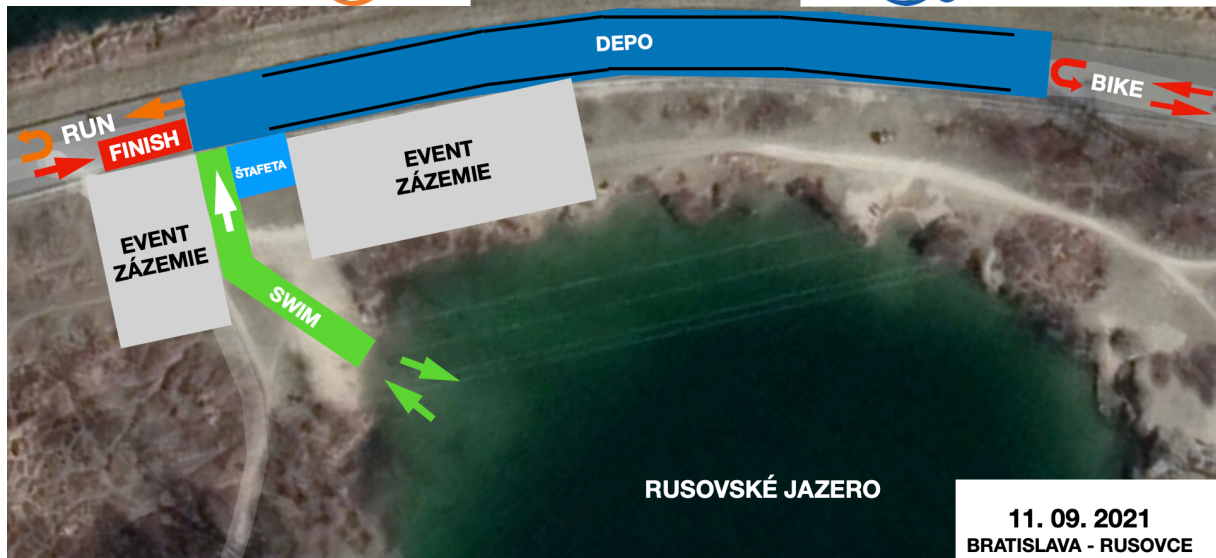 DEPO
BIKE
RUN
FINISH
ŠTAFETA
EVENT
ZÁZEMIE
EVENT
ZÁZEMIE
SWIM
RUSOVSKÉ JAZERO
11. 09. 2021
BRATISLAVA - RUSOVCE